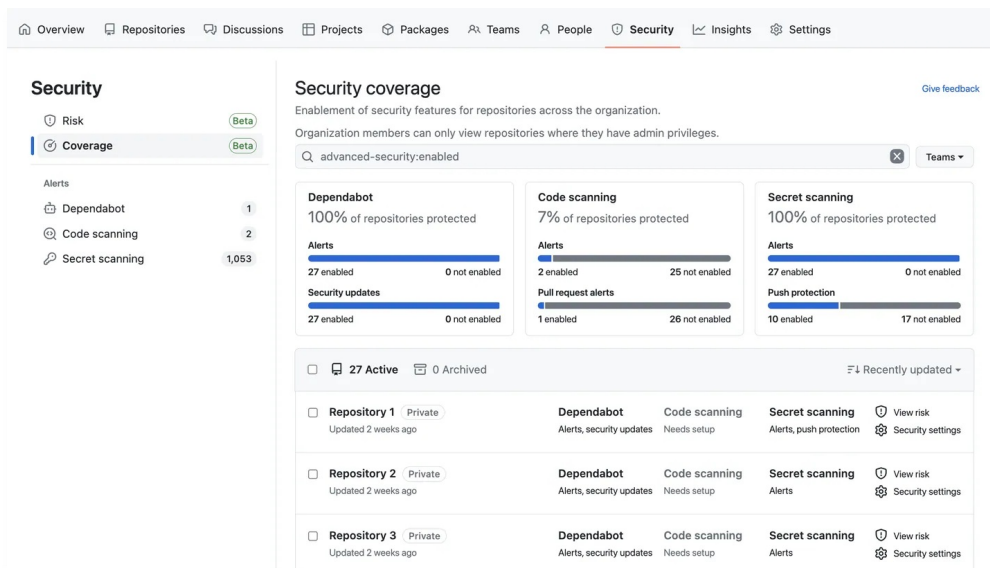 Overview Repositories Discussions Projects Packages Teams People Security Insights Settings
Security
Risk Beta
Coverage Beta
Alerts
Dependabot 1
Code scanning 2
Secret scanning 1,053
Security coverage Give feedback
Enablement of security features for repositories across the organization.
Organization members can only view repositories where they have admin privileges.
advanced-security:enabled Teams
Dependabot
100% of repositories protected
Alerts
27 enabled 0 not enabled
Security updates
27 enabled 0 not enabled
Code scanning
7% of repositories protected
Alerts
2 enabled 25 not enabled
Pull request alerts
1 enabled 26 not enabled
Secret scanning
100% of repositories protected
Alerts
27 enabled 0 not enabled
Push protection
10 enabled 17 not enabled
27 Active 0 Archived Recently updated
Repository 1 Private Dependabot Code scanning Secret scanning View risk
Updated 2 weeks ago Alerts, security updates Needs setup Alerts, push protection Security settings
Repository 2 Private Dependabot Code scanning Secret scanning View risk
Updated 2 weeks ago Alerts, security updates Needs setup Alerts Security settings
Repository 3 Private Dependabot Code scanning Secret scanning View risk
Updated 2 weeks ago Alerts, security updates Needs setup Alerts Security settings